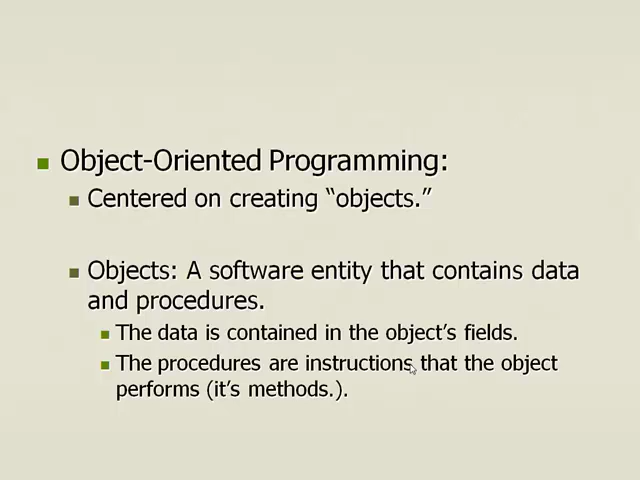 Object-Oriented Programming:
Centered on creating “objects.”
Objects: A software entity that contains data
and procedures.
The data is contained in the object’s fields.
The procedures are instructions that the object
performs (it’s methods.).